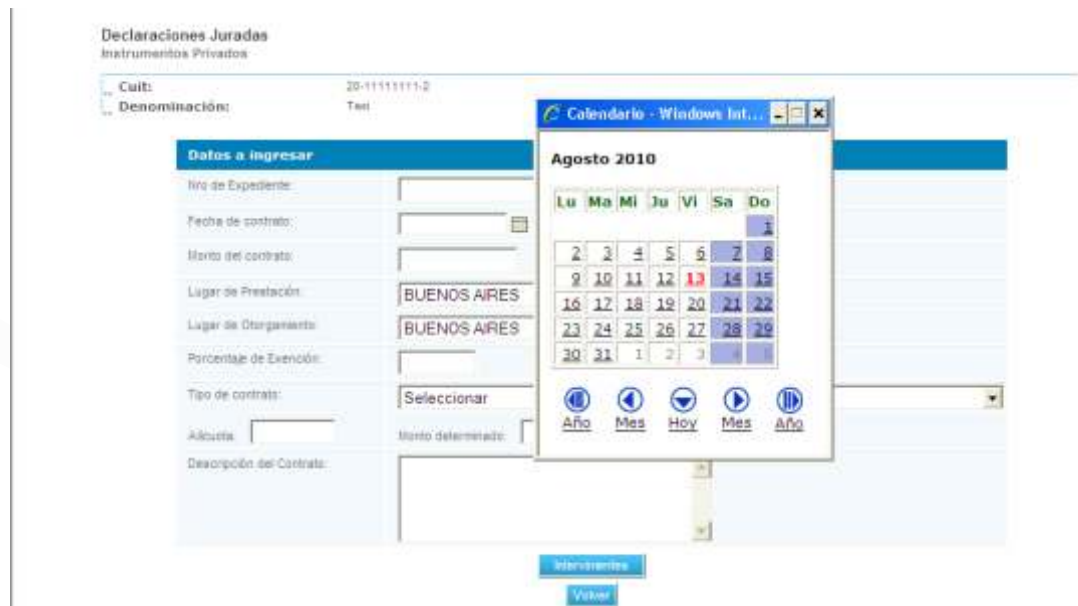 Declaraciones Juradas
Instrumentos Privados
Cuit: 20-11111111-2
Denominación: Test
Datos a ingresar
Nro de Expediente:
Fecha de contrato:
Monto del contrato:
Lugar de Prestación: BUENOS AIRES
Lugar de Otorgamiento: BUENOS AIRES
Porcentaje de Exención:
Tipo de contrato: Seleccionar
Alicuota: Monto determinado:
Descripción del Contrato:
Calendario - Windows Int...
Agosto 2010
Lu Ma Mi Ju Vi Sa Do
1
2 3 4 5 6 7 8
9 10 11 12 13 14 15
16 17 18 19 20 21 22
23 24 25 26 27 28 29
30 31 1 2 3 4 5
Año Mes Hoy Mes Año
Intervinientes
Volver